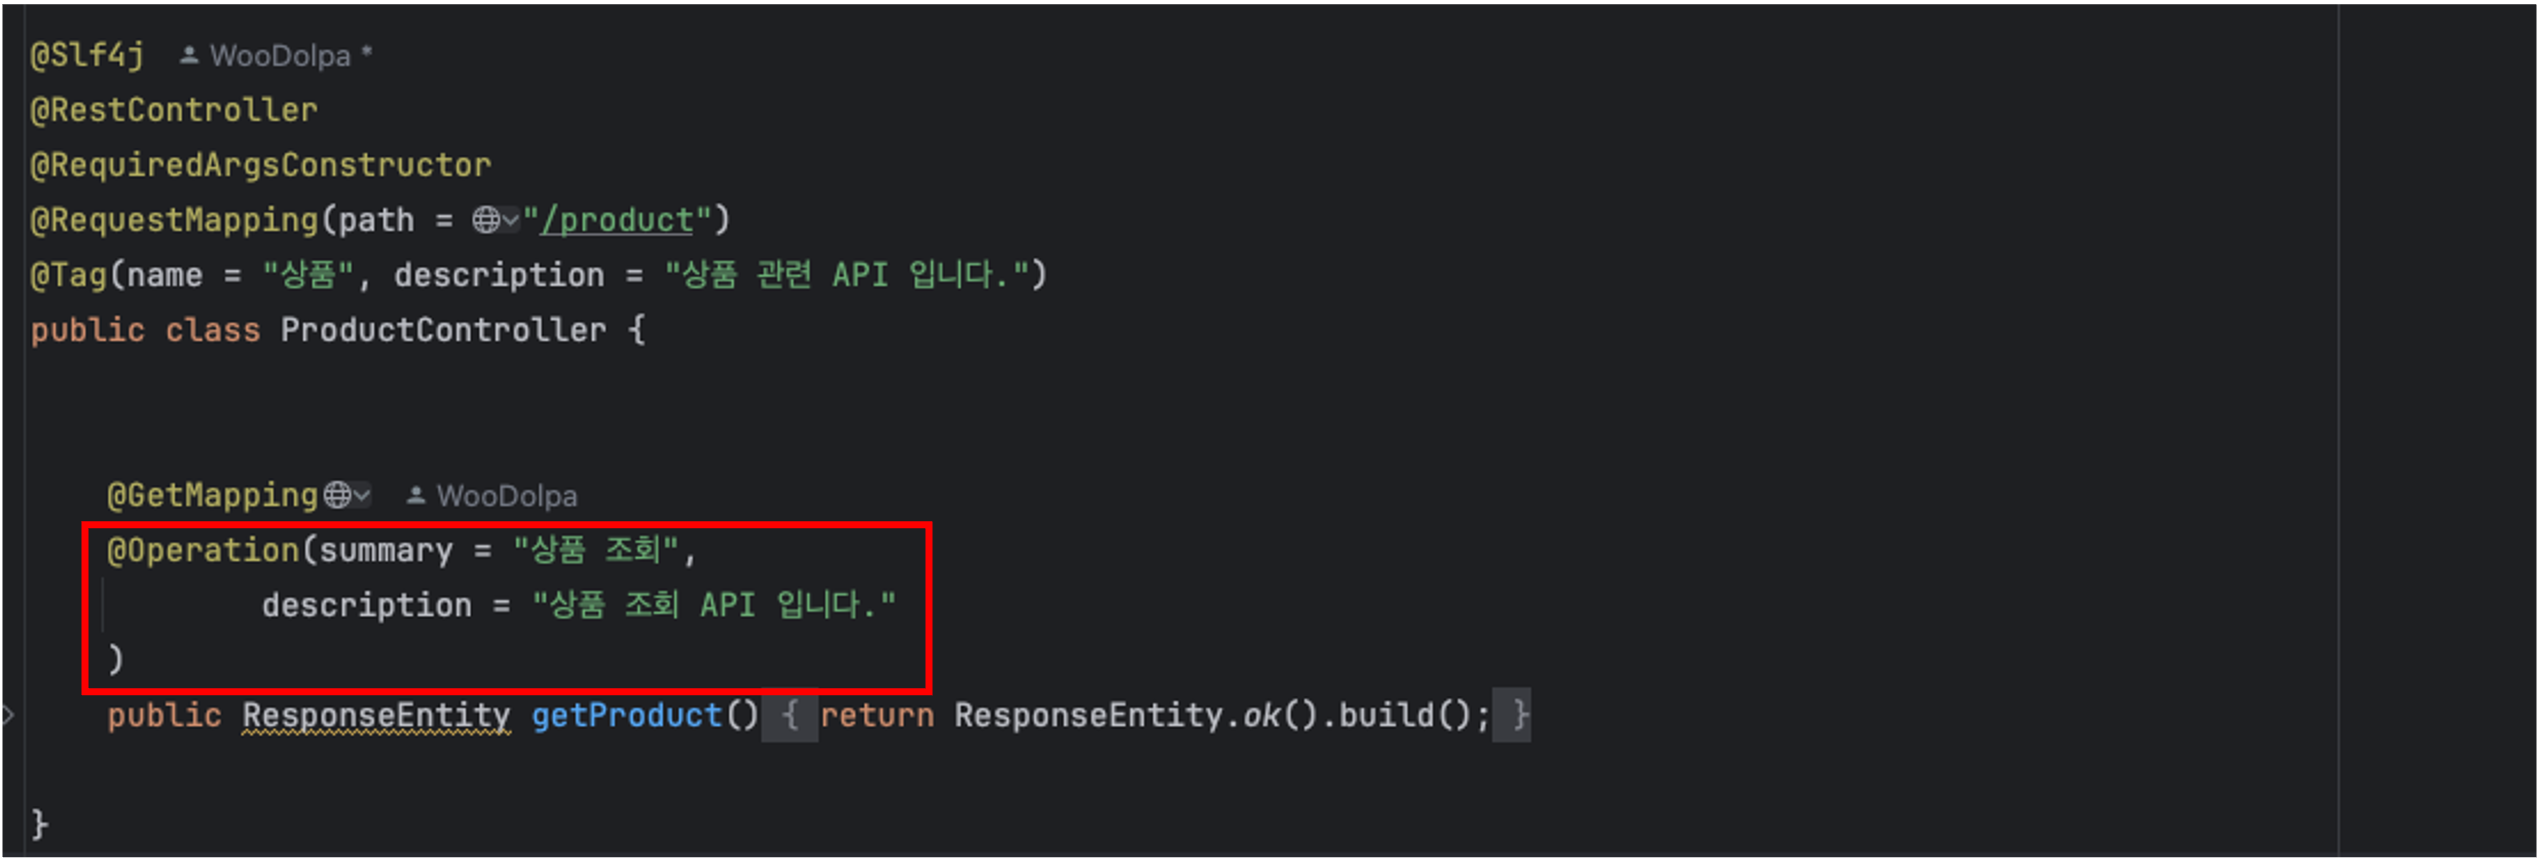 @Slf4j WooDolpa *
@RestController
@RequiredArgsConstructor
@RequestMapping(path = "/product")
@Tag(name = "상품", description = "상품 관련 API 입니다.")
public class ProductController {
@GetMapping WooDolpa
@Operation(summary = "상품 조회",
description = "상품 조회 API 입니다."
)
public ResponseEntity getProduct() { return ResponseEntity.ok().build(); }
}